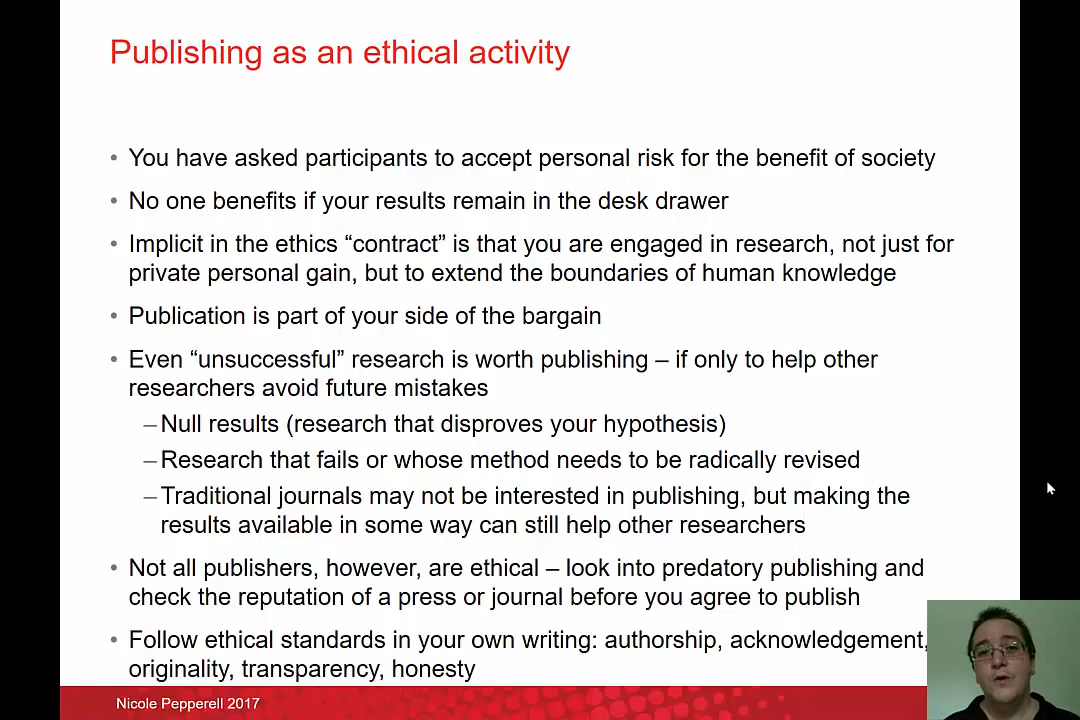 Publishing as an ethical activity
• You have asked participants to accept personal risk for the benefit of society
• No one benefits if your results remain in the desk drawer
• Implicit in the ethics “contract” is that you are engaged in research, not just for
private personal gain, but to extend the boundaries of human knowledge
• Publication is part of your side of the bargain
• Even “unsuccessful” research is worth publishing – if only to help other
researchers avoid future mistakes
–Null results (research that disproves your hypothesis)
–Research that fails or whose method needs to be radically revised
–Traditional journals may not be interested in publishing, but making the
results available in some way can still help other researchers
• Not all publishers, however, are ethical – look into predatory publishing and
check the reputation of a press or journal before you agree to publish
• Follow ethical standards in your own writing: authorship, acknowledgement,
originality, transparency, honesty
Nicole Pepperell 2017